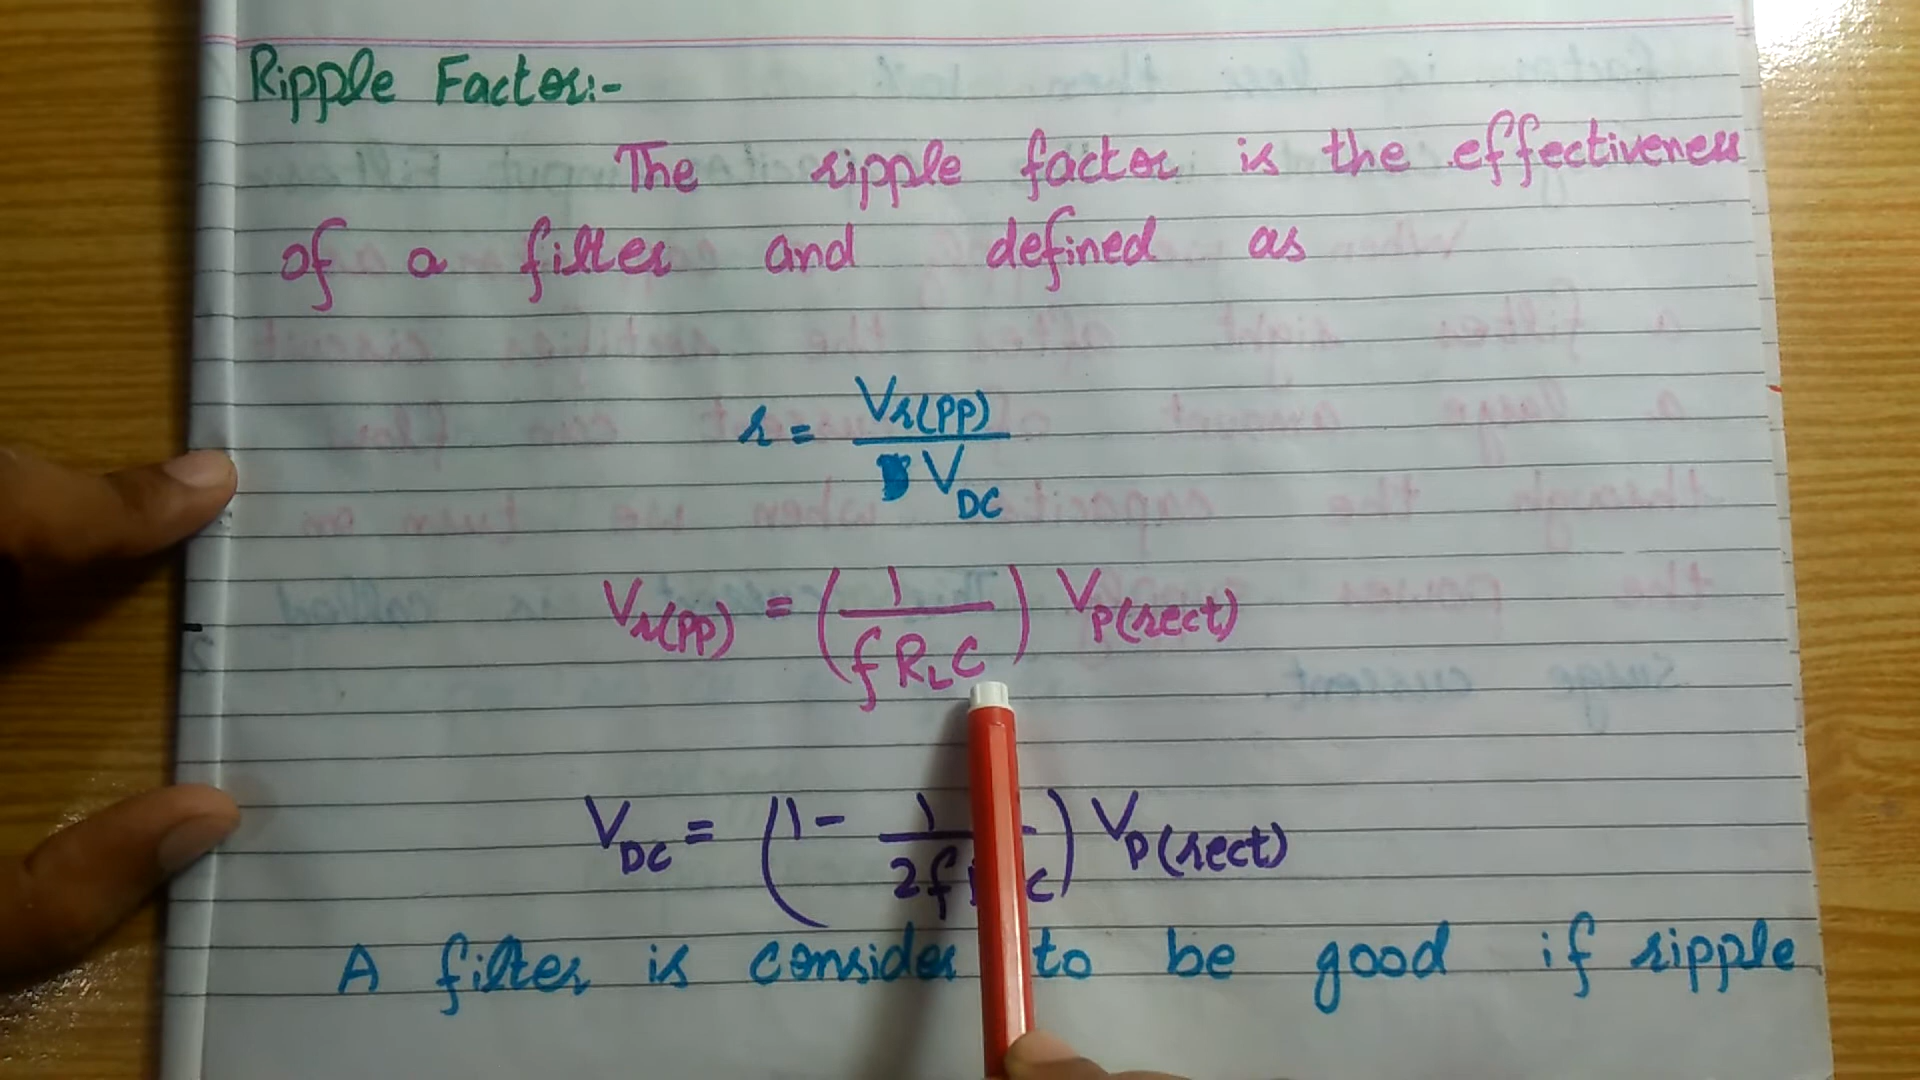 Ripple Factor:-
The ripple factor is the effectiveness
of a filter and defined as
r = Vr(PP) / VDC
Vr(PP) = (1 / f RL C) VP(rect)
VDC = (1 - 1 / 2f C) VP(rect)
A filter is consider to be good if ripple